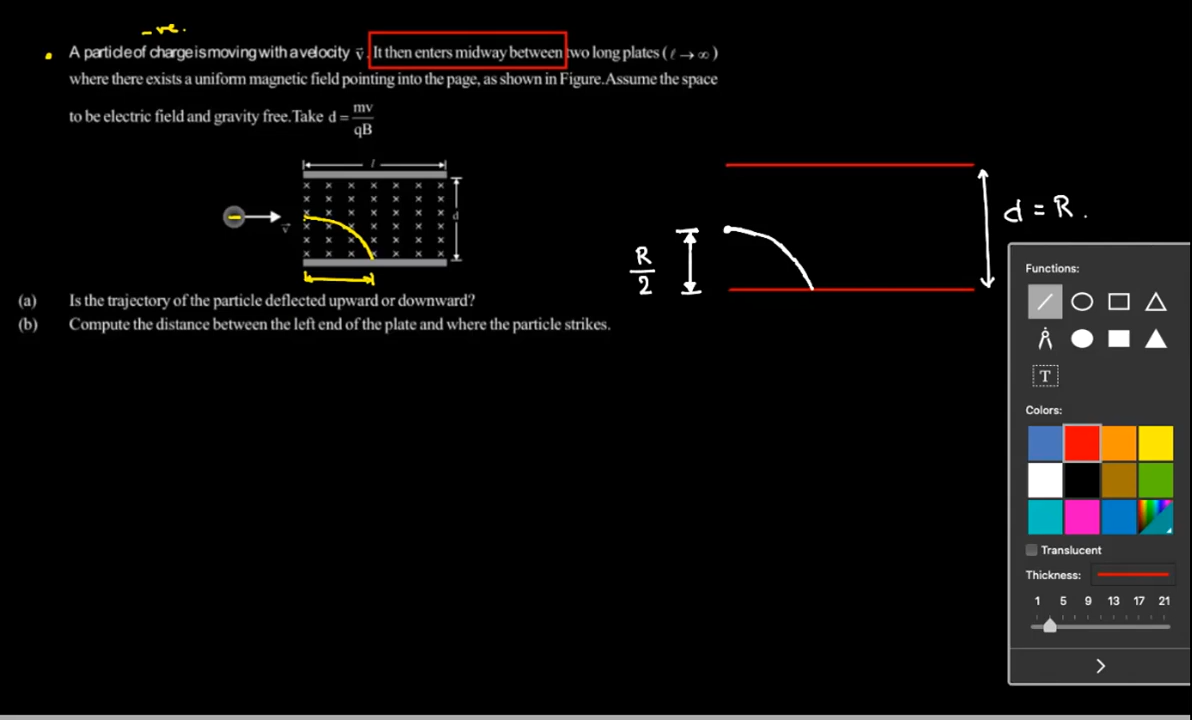 -ve.
• A particle of charge is moving with a velocity v⃗. It then enters midway between two long plates (ℓ → ∞)
where there exists a uniform magnetic field pointing into the page, as shown in Figure. Assume the space
to be electric field and gravity free. Take d = mv/qB
l
× × × × × × ×
× × × × × × ×
× × × × × × ×
× × × × × × ×
× × × × × × ×
× × × × × × ×
−
v⃗
d
d = R.
R/2
(a) Is the trajectory of the particle deflected upward or downward?
(b) Compute the distance between the left end of the plate and where the particle strikes.
Functions:
T
Colors:
Translucent
Thickness:
1 5 9 13 17 21